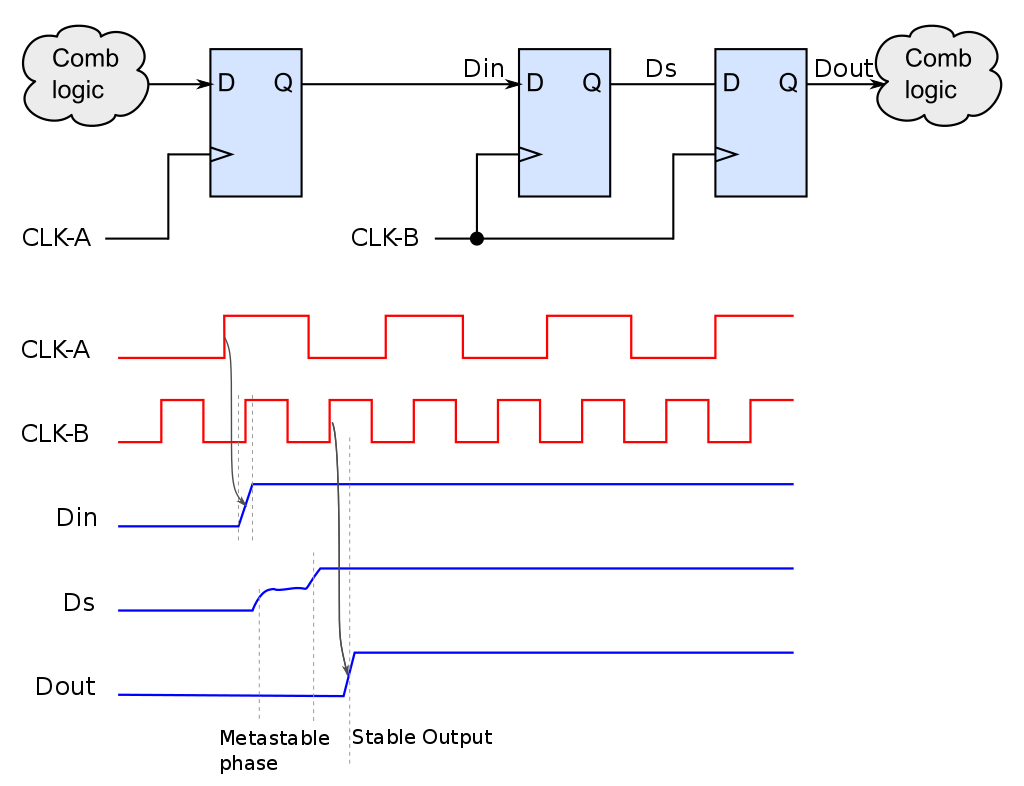 Comb
logic
D Q
Din
D Q
Ds
D Q
Dout
Comb
logic
CLK-A
CLK-B
CLK-A
CLK-B
Din
Ds
Dout
Metastable
phase
Stable Output